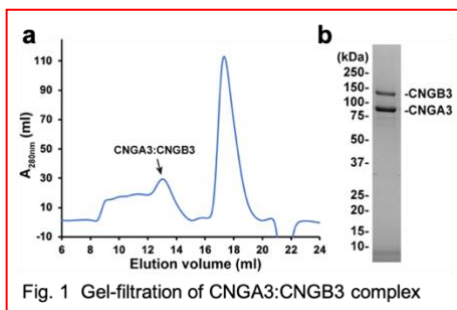 a
b
110
90
70
50
30
10
-10
A280nm (ml)
CNGA3:CNGB3
6 8 10 12 14 16 18 20 22 24
Elution volume (ml)
(kDa)
250-
150-
100-
75-
50-
37-
25-
20-
15-
10-
-CNGB3
-CNGA3
Fig. 1 Gel-filtration of CNGA3:CNGB3 complex